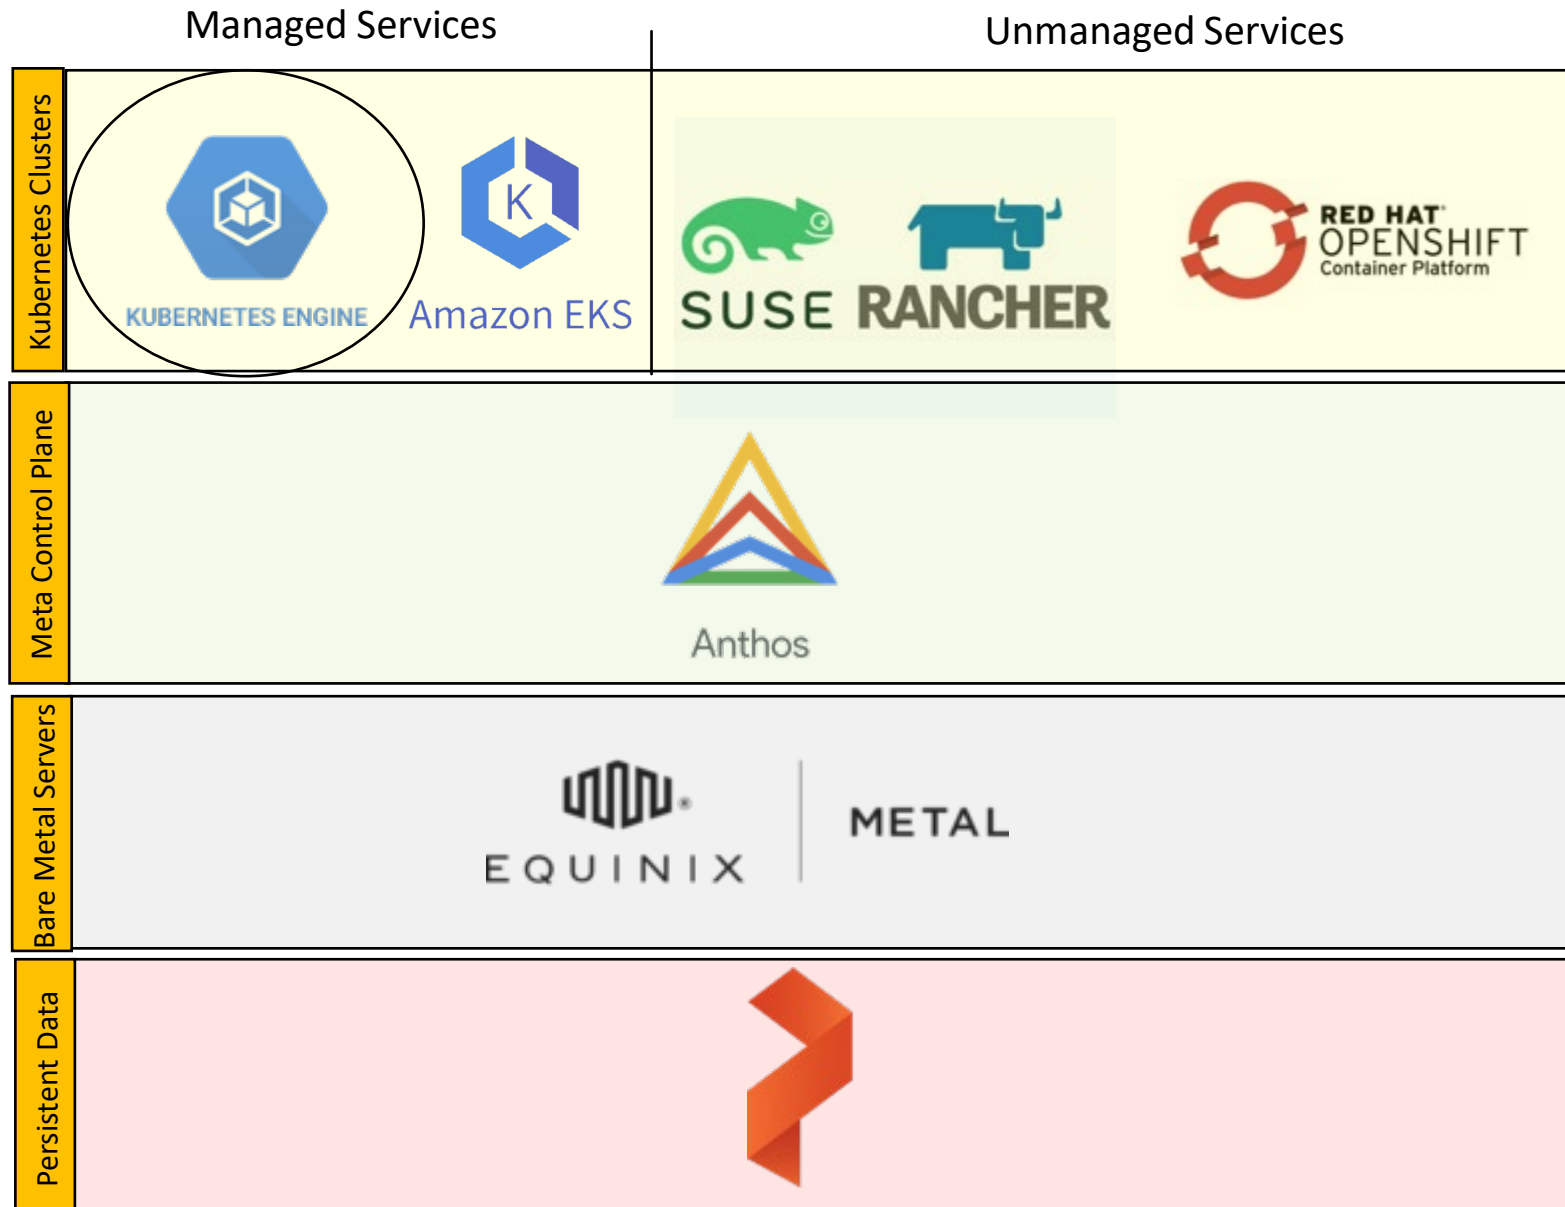 Managed Services
Unmanaged Services
Kubernetes Clusters
KUBERNETES ENGINE
K
Amazon EKS
SUSE
RANCHER
RED HAT®
OPENSHIFT
Container Platform
Meta Control Plane
Anthos
Bare Metal Servers
®
EQUINIX
METAL
Persistent Data